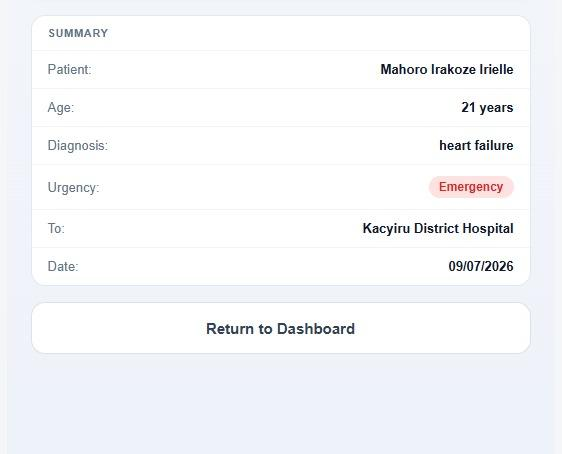 SUMMARY
Patient: Mahoro Irakoze Irielle
Age: 21 years
Diagnosis: heart failure
Urgency: Emergency
To: Kacyiru District Hospital
Date: 09/07/2026
Return to Dashboard